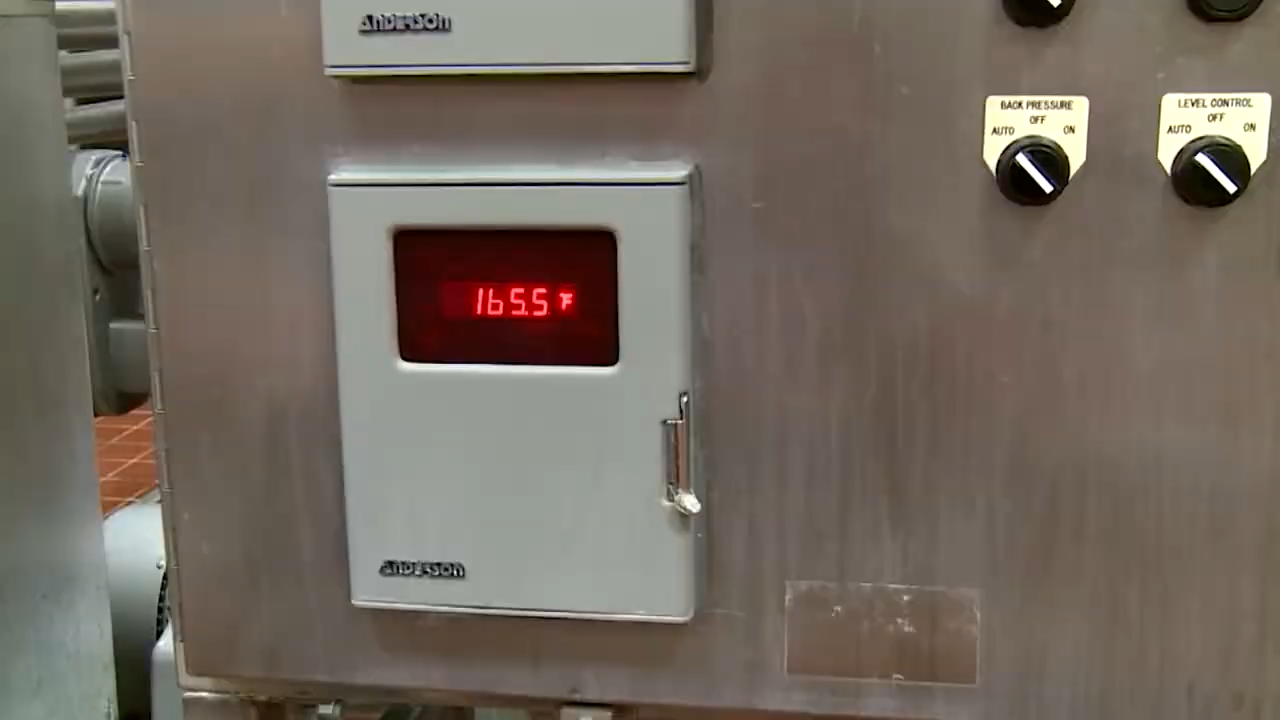 ANDERSON
BACK PRESSURE
OFF
AUTO ON
LEVEL CONTROL
OFF
AUTO ON
165.5 °F
ANDERSON